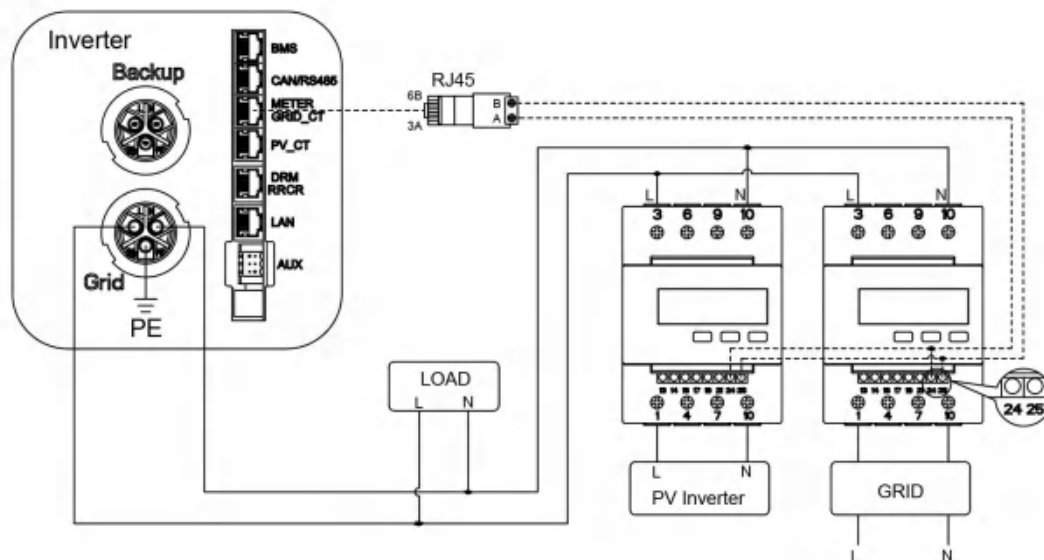 Inverter
Backup
Grid
PE
BMS
CAN/RS485
METER
GRID_CT
PV_CT
DRM
RRCR
LAN
AUX
RJ45
6B
3A
B
A
LOAD
L N
L N
3 6 9 10
1 4 7 10
L N
PV Inverter
L N
3 6 9 10
1 4 7 10
24 25
GRID
L N